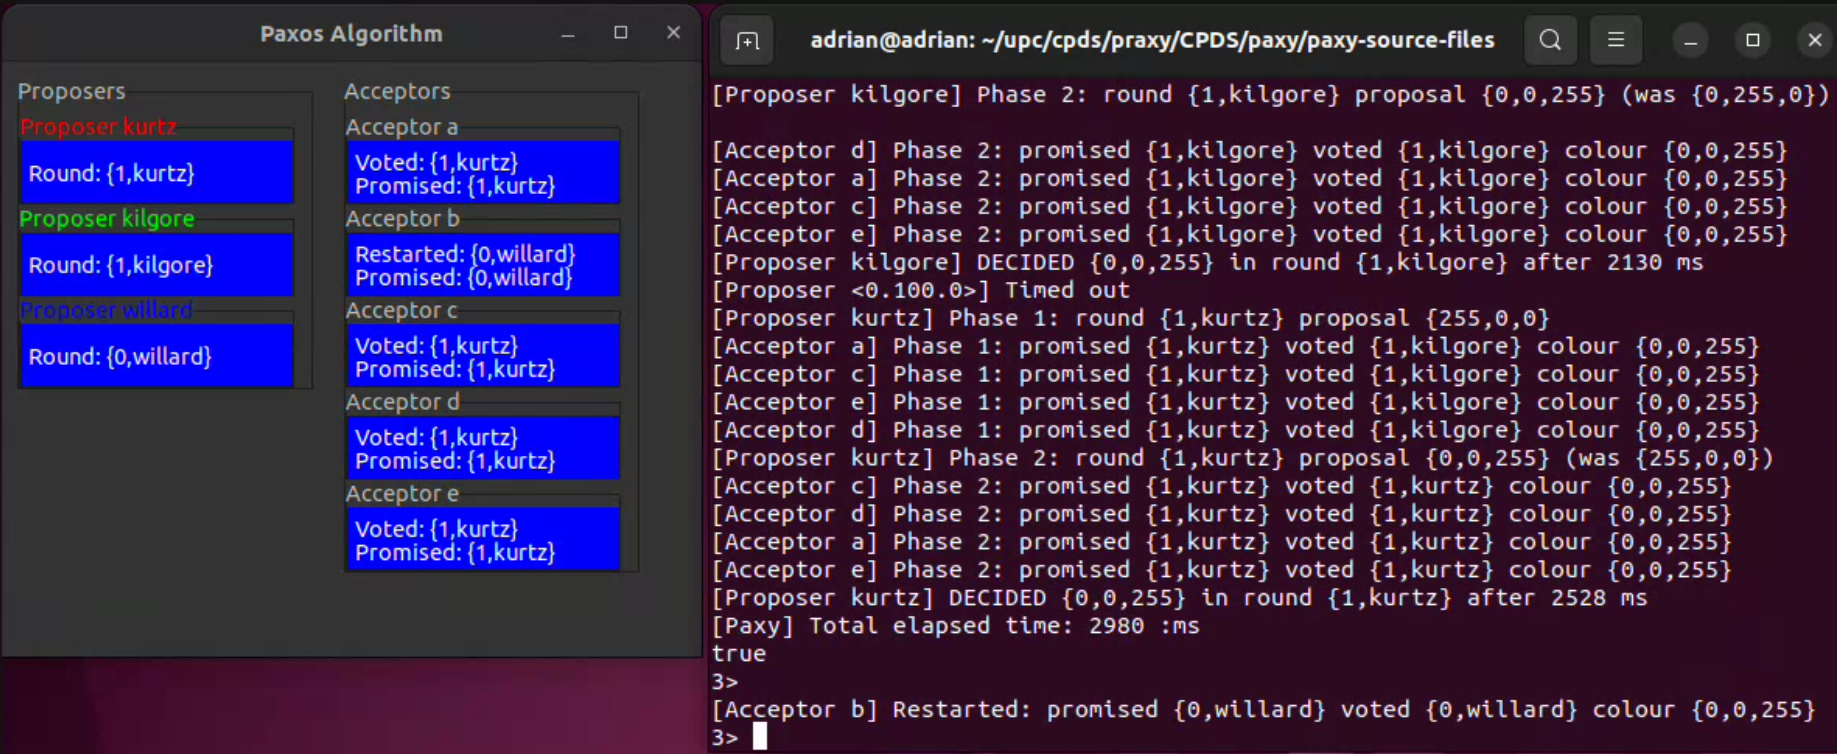 Paxos Algorithm
Proposers
Proposer kurtz
Round: {1,kurtz}
Proposer kilgore
Round: {1,kilgore}
Proposer willard
Round: {0,willard}
Acceptors
Acceptor a
Voted: {1,kurtz}
Promised: {1,kurtz}
Acceptor b
Restarted: {0,willard}
Promised: {0,willard}
Acceptor c
Voted: {1,kurtz}
Promised: {1,kurtz}
Acceptor d
Voted: {1,kurtz}
Promised: {1,kurtz}
Acceptor e
Voted: {1,kurtz}
Promised: {1,kurtz}
adrian@adrian: ~/upc/cpds/praxy/CPDS/paxy/paxy-source-files
[Proposer kilgore] Phase 2: round {1,kilgore} proposal {0,0,255} (was {0,255,0})
[Acceptor d] Phase 2: promised {1,kilgore} voted {1,kilgore} colour {0,0,255}
[Acceptor a] Phase 2: promised {1,kilgore} voted {1,kilgore} colour {0,0,255}
[Acceptor c] Phase 2: promised {1,kilgore} voted {1,kilgore} colour {0,0,255}
[Acceptor e] Phase 2: promised {1,kilgore} voted {1,kilgore} colour {0,0,255}
[Proposer kilgore] DECIDED {0,0,255} in round {1,kilgore} after 2130 ms
[Proposer <0.100.0>] Timed out
[Proposer kurtz] Phase 1: round {1,kurtz} proposal {255,0,0}
[Acceptor a] Phase 1: promised {1,kurtz} voted {1,kilgore} colour {0,0,255}
[Acceptor c] Phase 1: promised {1,kurtz} voted {1,kilgore} colour {0,0,255}
[Acceptor e] Phase 1: promised {1,kurtz} voted {1,kilgore} colour {0,0,255}
[Acceptor d] Phase 1: promised {1,kurtz} voted {1,kilgore} colour {0,0,255}
[Proposer kurtz] Phase 2: round {1,kurtz} proposal {0,0,255} (was {255,0,0})
[Acceptor c] Phase 2: promised {1,kurtz} voted {1,kurtz} colour {0,0,255}
[Acceptor d] Phase 2: promised {1,kurtz} voted {1,kurtz} colour {0,0,255}
[Acceptor a] Phase 2: promised {1,kurtz} voted {1,kurtz} colour {0,0,255}
[Acceptor e] Phase 2: promised {1,kurtz} voted {1,kurtz} colour {0,0,255}
[Proposer kurtz] DECIDED {0,0,255} in round {1,kurtz} after 2528 ms
[Paxy] Total elapsed time: 2980 :ms
true
3>
[Acceptor b] Restarted: promised {0,willard} voted {0,willard} colour {0,0,255}
3>